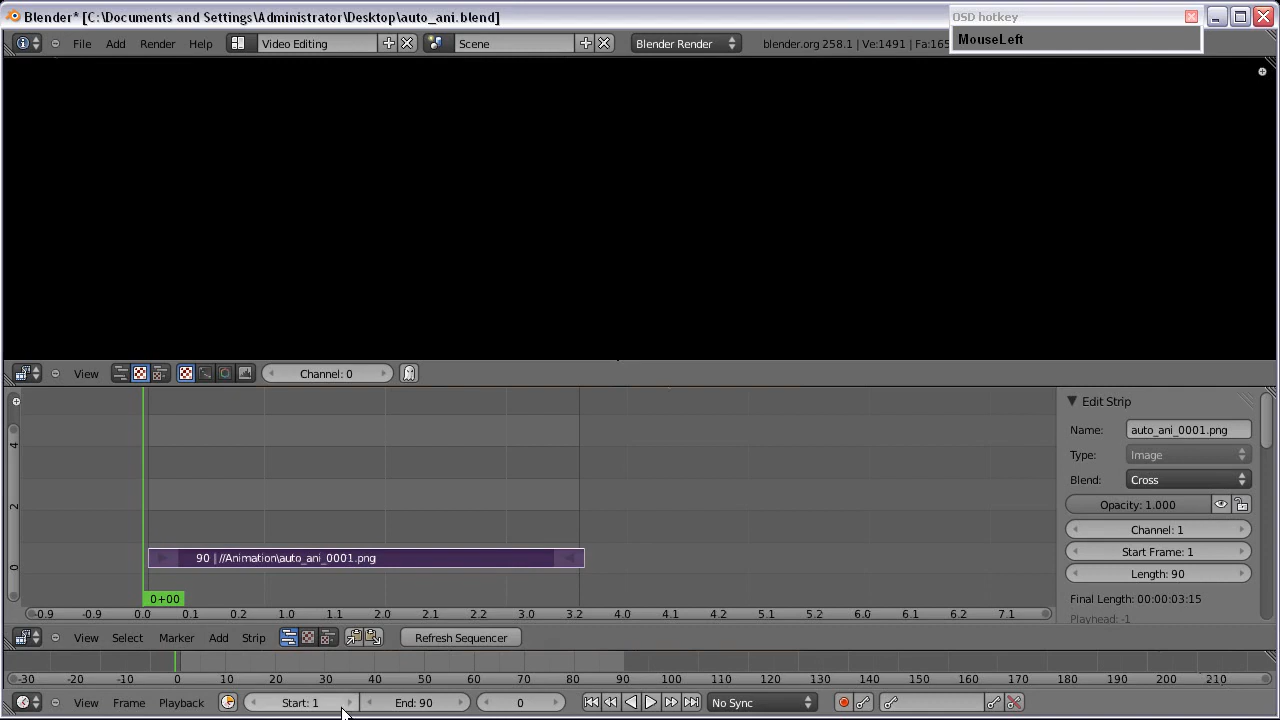 Blender* [C:\Documents and Settings\Administrator\Desktop\auto_ani.blend]
OSD hotkey
MouseLeft
File Add Render Help Video Editing Scene Blender Render blender.org 258.1 | Ve:1491 | Fa:165
View Channel: 0
4
2
0
90 | //Animation\auto_ani_0001.png
0+00
-0.9 -0.9 0.0 0.1 0.2 1.0 1.1 2.0 2.1 2.2 3.0 3.2 4.0 4.2 5.1 5.2 6.1 6.2 7.1
Edit Strip
Name: auto_ani_0001.png
Type: Image
Blend: Cross
Opacity: 1.000
Channel: 1
Start Frame: 1
Length: 90
Final Length: 00:00:03:15
Playhead: -1
View Select Marker Add Strip Refresh Sequencer
-30 -20 -10 0 10 20 30 40 50 60 70 80 90 100 110 120 130 140 150 160 170 180 190 200 210
View Frame Playback Start: 1 End: 90 0 No Sync